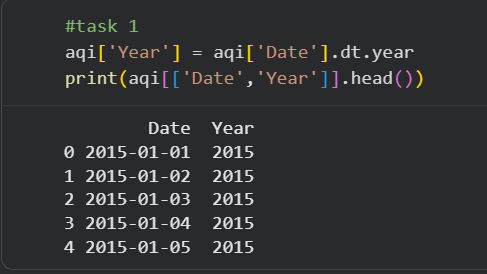 #task 1
aqi['Year'] = aqi['Date'].dt.year
print(aqi[['Date','Year']].head())
Date Year
0 2015-01-01 2015
1 2015-01-02 2015
2 2015-01-03 2015
3 2015-01-04 2015
4 2015-01-05 2015